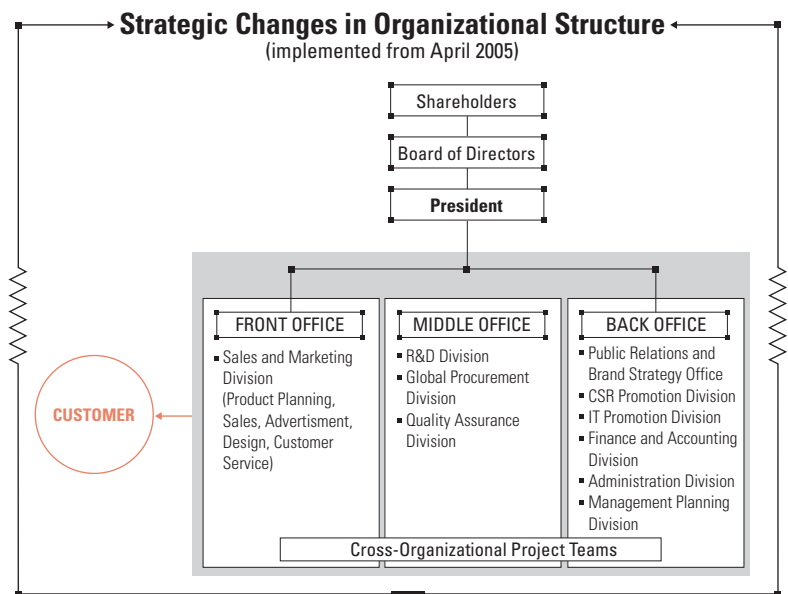 Strategic Changes in Organizational Structure
(implemented from April 2005)
Shareholders
Board of Directors
President
FRONT OFFICE
▪ Sales and Marketing
Division
(Product Planning,
Sales, Advertisment,
Design, Customer
Service)
MIDDLE OFFICE
▪ R&D Division
▪ Global Procurement
Division
▪ Quality Assurance
Division
BACK OFFICE
▪ Public Relations and
Brand Strategy Office
▪ CSR Promotion Division
▪ IT Promotion Division
▪ Finance and Accounting
Division
▪ Administration Division
▪ Management Planning
Division
CUSTOMER
Cross-Organizational Project Teams